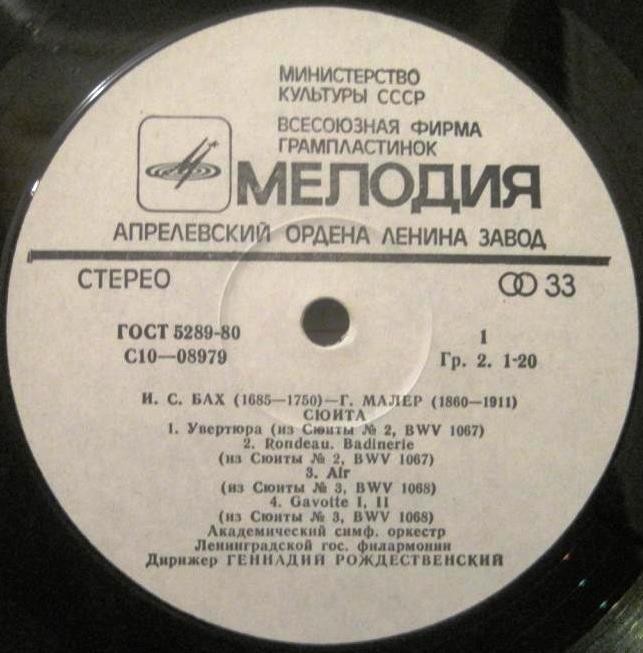 МИНИСТЕРСТВО
КУЛЬТУРЫ СССР
ВСЕСОЮЗНАЯ ФИРМА
ГРАМПЛАСТИНОК
МЕЛОДИЯ
АПРЕЛЕВСКИЙ ОРДЕНА ЛЕНИНА ЗАВОД
СТЕРЕО 33
ГОСТ 5289-80 1
С10—08979 Гр. 2. 1-20
И. С. БАХ (1685—1750)—Г. МАЛЕР (1860—1911)
СЮИТА
1. Увертюра (из Сюиты № 2, BWV 1067)
2. Rondeau. Badinerie
(из Сюиты № 2, BWV 1067)
3. Air
(из Сюиты № 3, BWV 1068)
4. Gavotte I, II
(из Сюиты № 3, BWV 1068)
Академический симф. оркестр
Ленинградской гос. филармонии
Дирижер ГЕННАДИЙ РОЖДЕСТВЕНСКИЙ